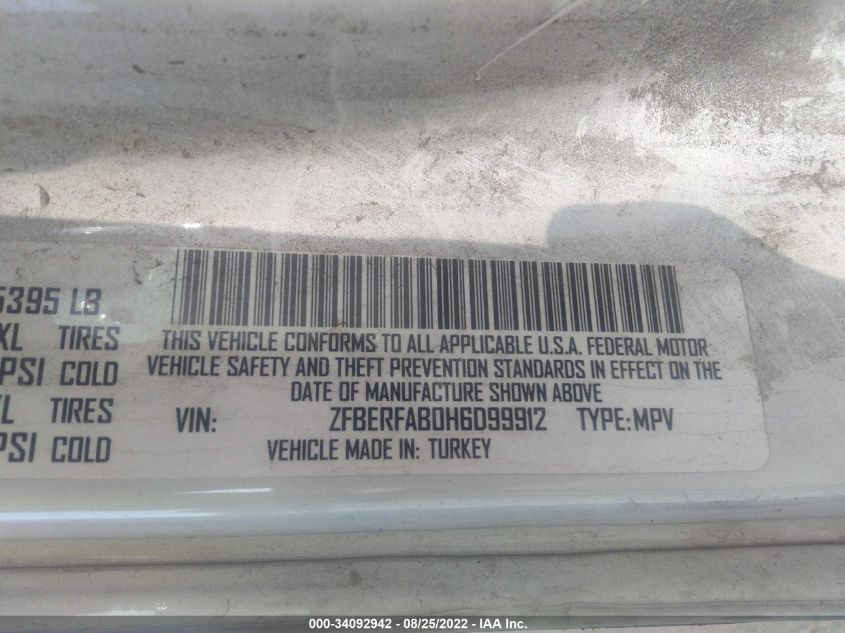 5395 LB
XL TIRES
PSI COLD
XL TIRES
PSI COLD
THIS VEHICLE CONFORMS TO ALL APPLICABLE U.S.A. FEDERAL MOTOR
VEHICLE SAFETY AND THEFT PREVENTION STANDARDS IN EFFECT ON THE
DATE OF MANUFACTURE SHOWN ABOVE
VIN: ZFBERFAB0H6D99912 TYPE:MPV
VEHICLE MADE IN: TURKEY
000-34092942 - 08/25/2022 - IAA Inc.